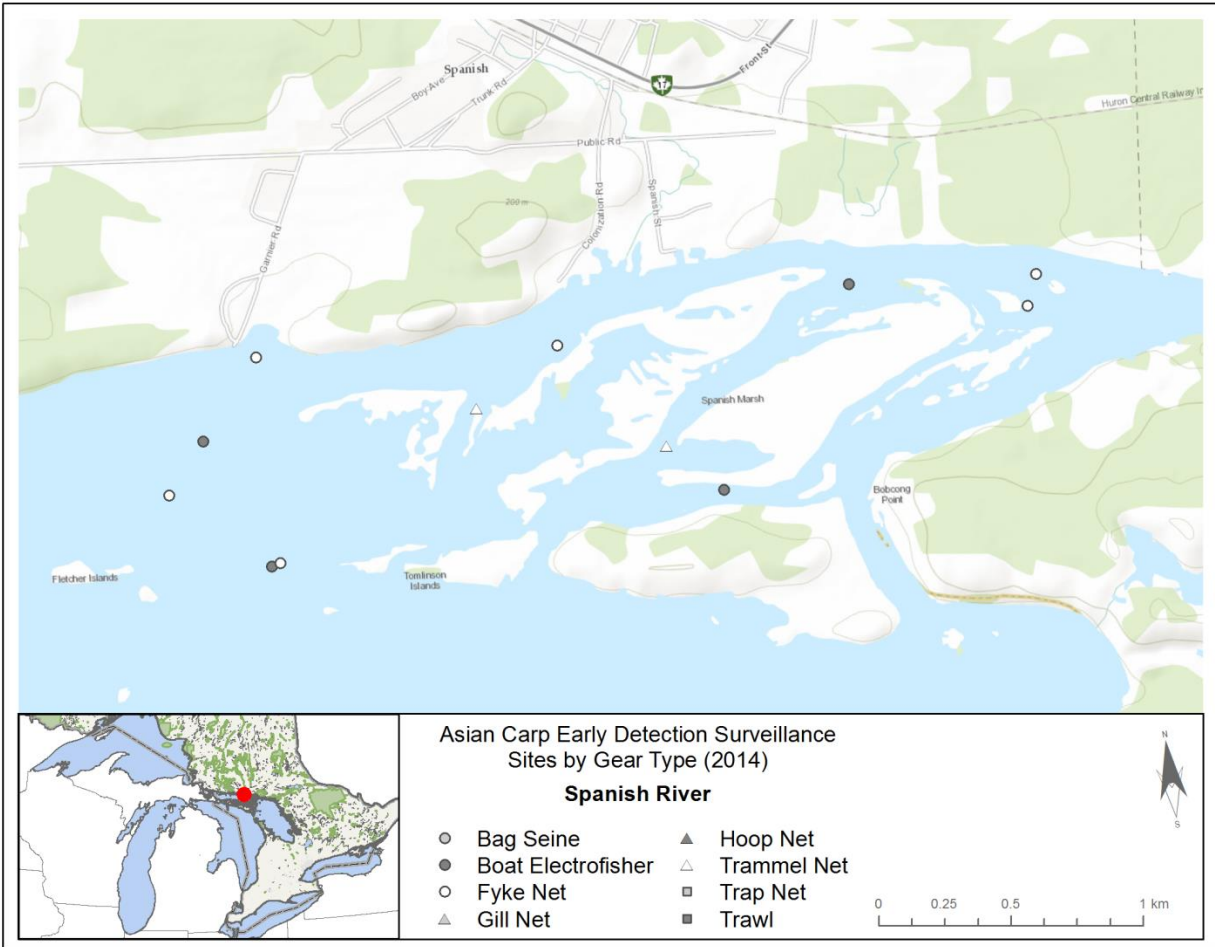 Spanish
Boy Ave
Trunk Rd
Front St
17
Huron Central Railway In
Public Rd
Garnier Rd
200 m
Colonization Rd
Spanish St
Spanish Marsh
Bobcong
Point
Fletcher Islands
Tomlinson
Islands
Asian Carp Early Detection Surveillance
Sites by Gear Type (2014)
Spanish River
Bag Seine
Boat Electrofisher
Fyke Net
Gill Net
Hoop Net
Trammel Net
Trap Net
Trawl
N
S
0 0.25 0.5 1 km